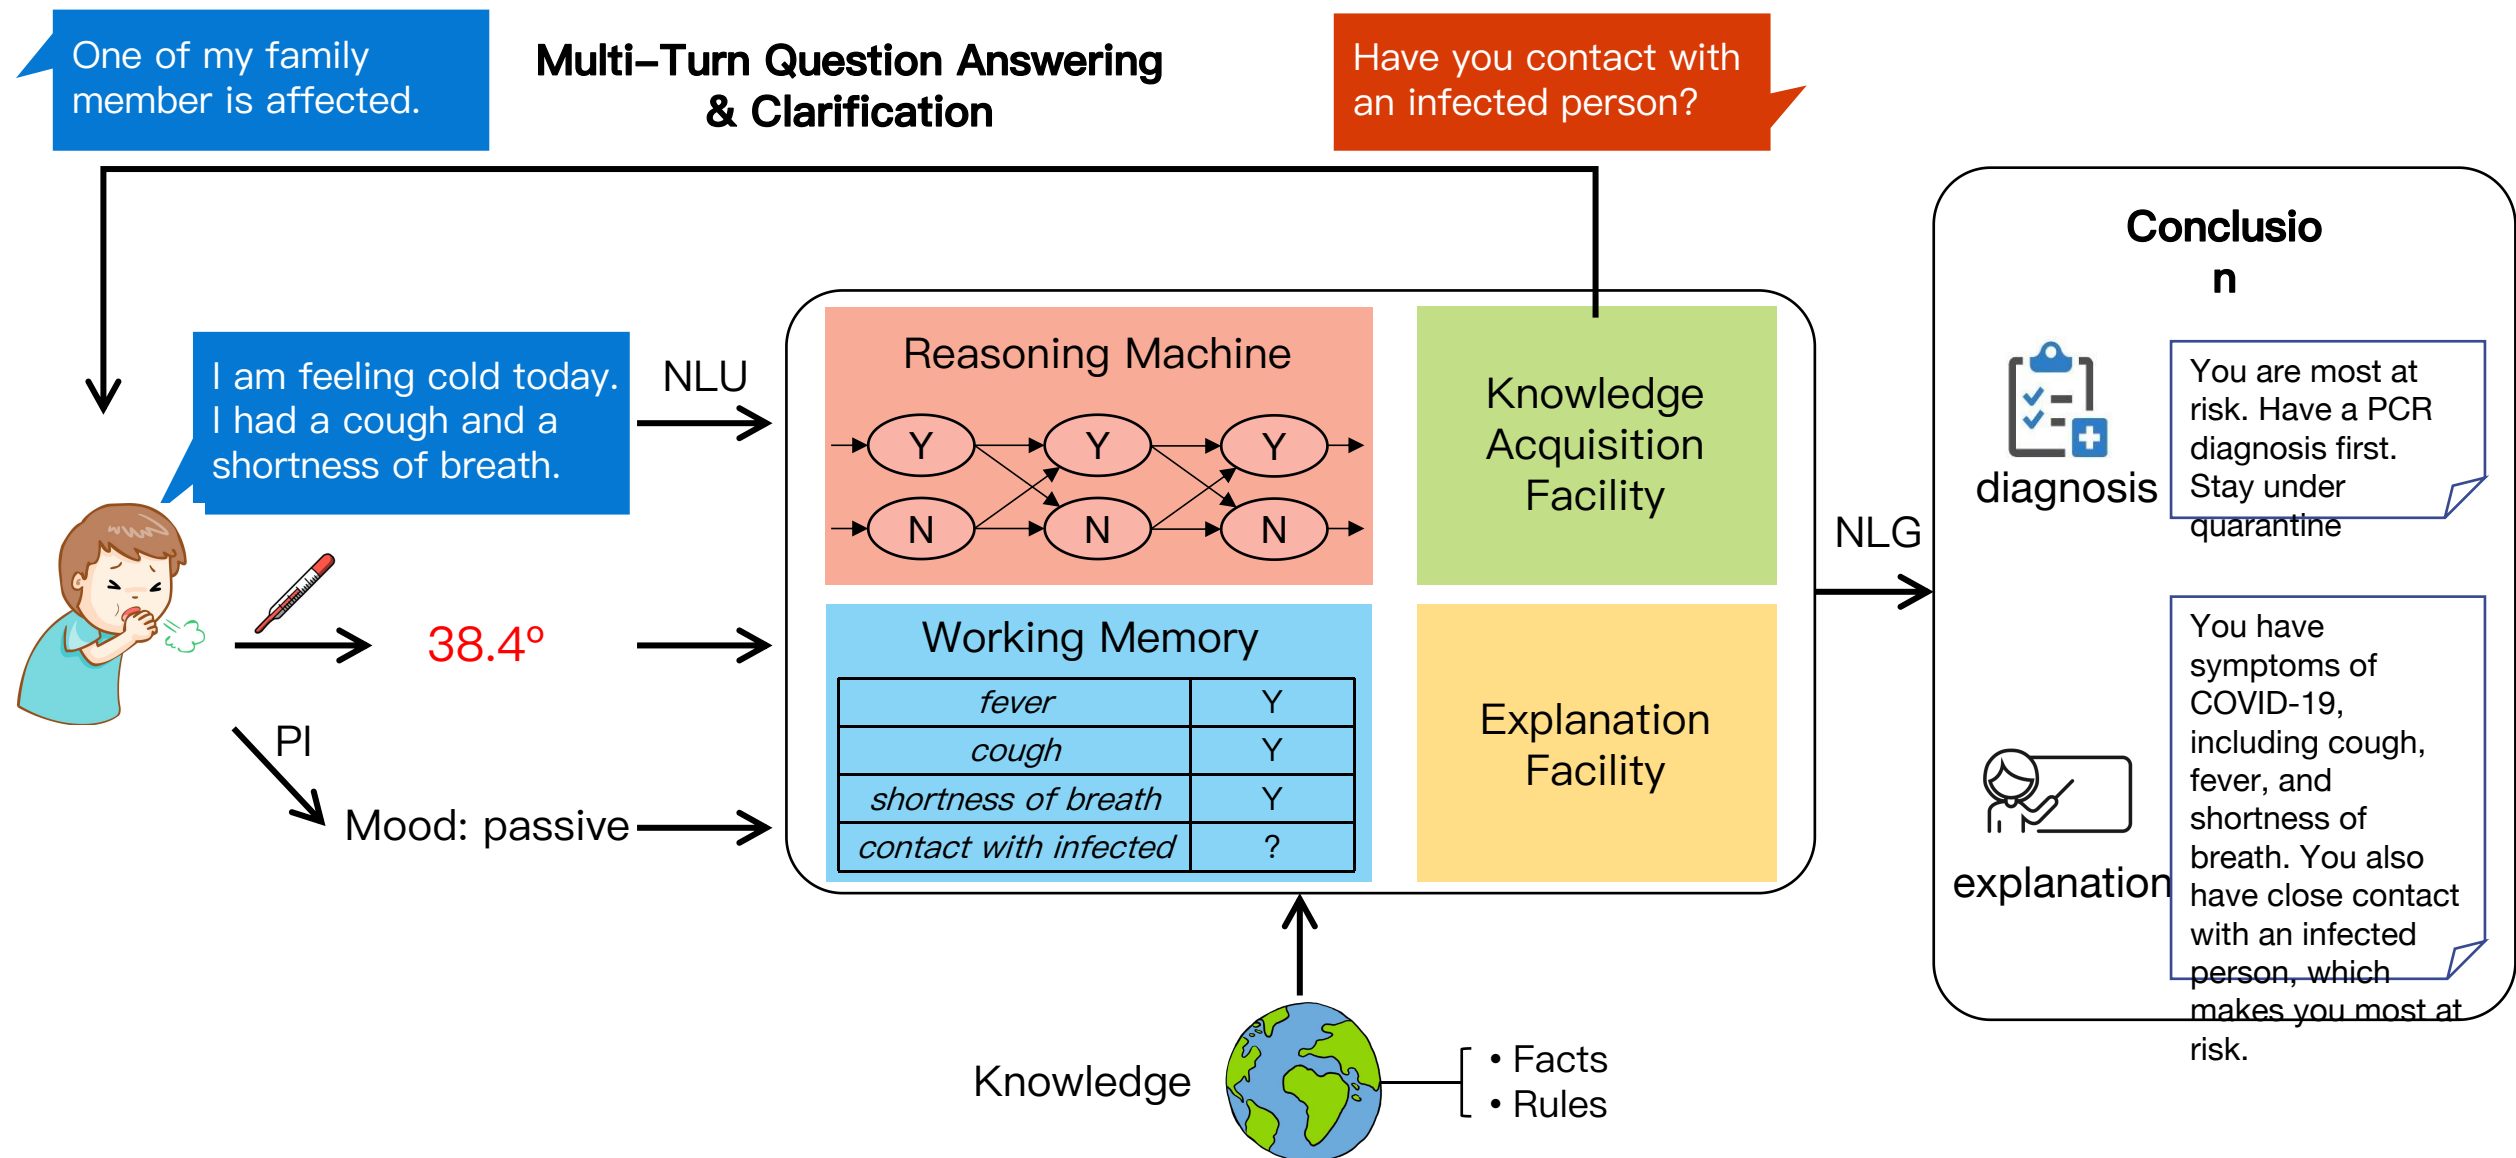 One of my family
member is affected.
Multi–Turn Question Answering
& Clarification
Have you contact with
an infected person?
I am feeling cold today.
I had a cough and a
shortness of breath.
NLU
38.4°
PI
Mood: passive
Reasoning Machine
Y
Y
Y
N
N
N
Knowledge
Acquisition
Facility
Working Memory
fever Y
cough Y
shortness of breath Y
contact with infected ?
Explanation
Facility
NLG
Knowledge
• Facts
• Rules
Conclusio
n
diagnosis
You are most at
risk. Have a PCR
diagnosis first.
Stay under
quarantine
explanation
You have
symptoms of
COVID-19,
including cough,
fever, and
shortness of
breath. You also
have close contact
with an infected
person, which
makes you most at
risk.